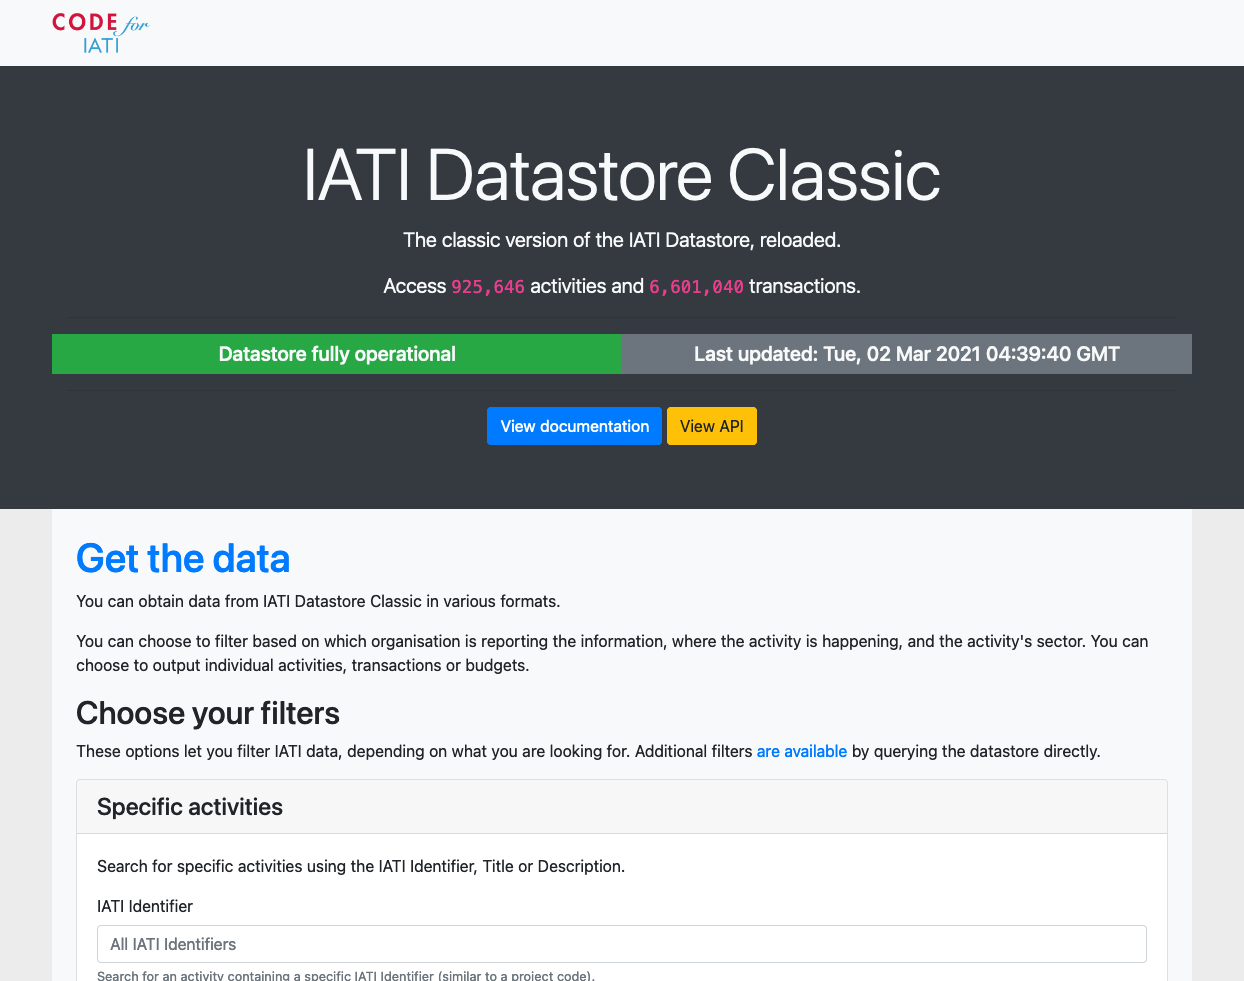 CODE for
IATI
IATI Datastore Classic
The classic version of the IATI Datastore, reloaded.
Access 925,646 activities and 6,601,040 transactions.
Datastore fully operational
Last updated: Tue, 02 Mar 2021 04:39:40 GMT
View documentation
View API
Get the data
You can obtain data from IATI Datastore Classic in various formats.
You can choose to filter based on which organisation is reporting the information, where the activity is happening, and the activity's sector. You can
choose to output individual activities, transactions or budgets.
Choose your filters
These options let you filter IATI data, depending on what you are looking for. Additional filters are available by querying the datastore directly.
Specific activities
Search for specific activities using the IATI Identifier, Title or Description.
IATI Identifier
All IATI Identifiers
Search for an activity containing a specific IATI Identifier (similar to a project code).